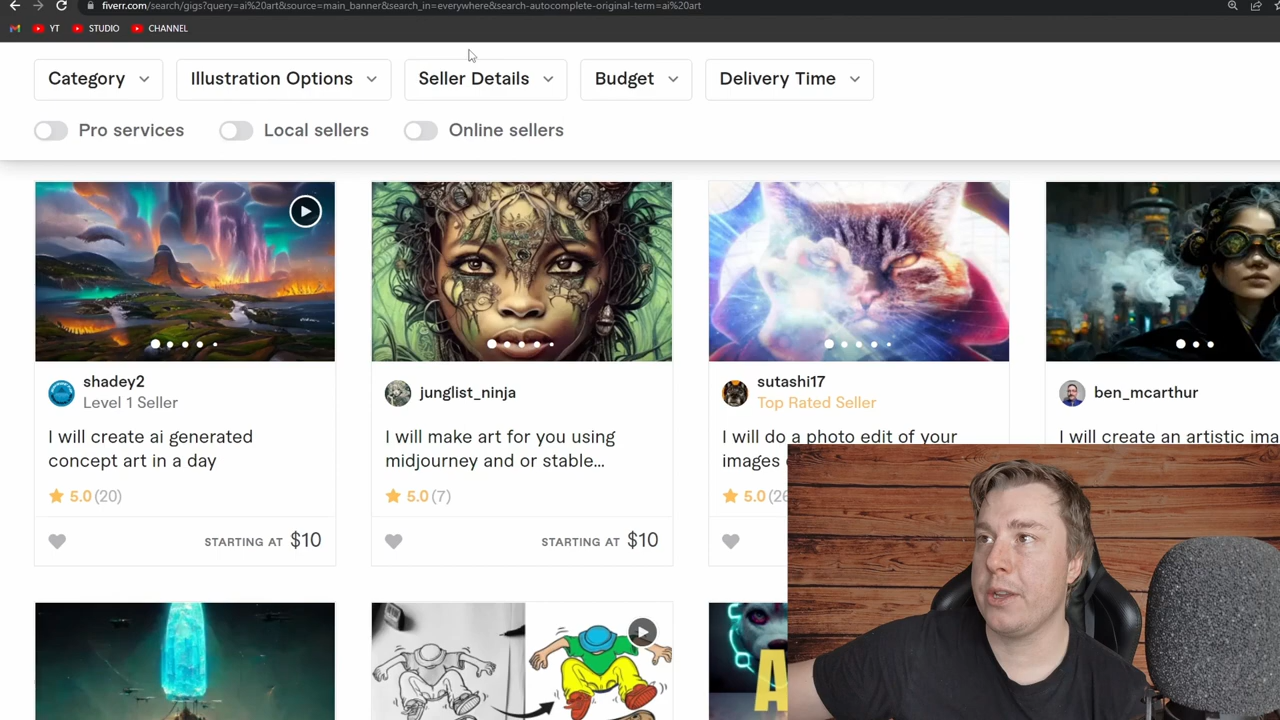 fiverr.com/search/gigs?query=ai%20art&source=main_banner&search_in=everywhere&search-autocomplete-original-term=ai%20art
YT
STUDIO
CHANNEL
Category
Illustration Options
Seller Details
Budget
Delivery Time
Pro services
Local sellers
Online sellers
shadey2
Level 1 Seller
I will create ai generated
concept art in a day
5.0 (20)
STARTING AT $10
junglist_ninja
I will make art for you using
midjourney and or stable...
5.0 (7)
STARTING AT $10
sutashi17
Top Rated Seller
I will do a photo edit of your
images
5.0 (26
ben_mcarthur
I will create an artistic ima
A